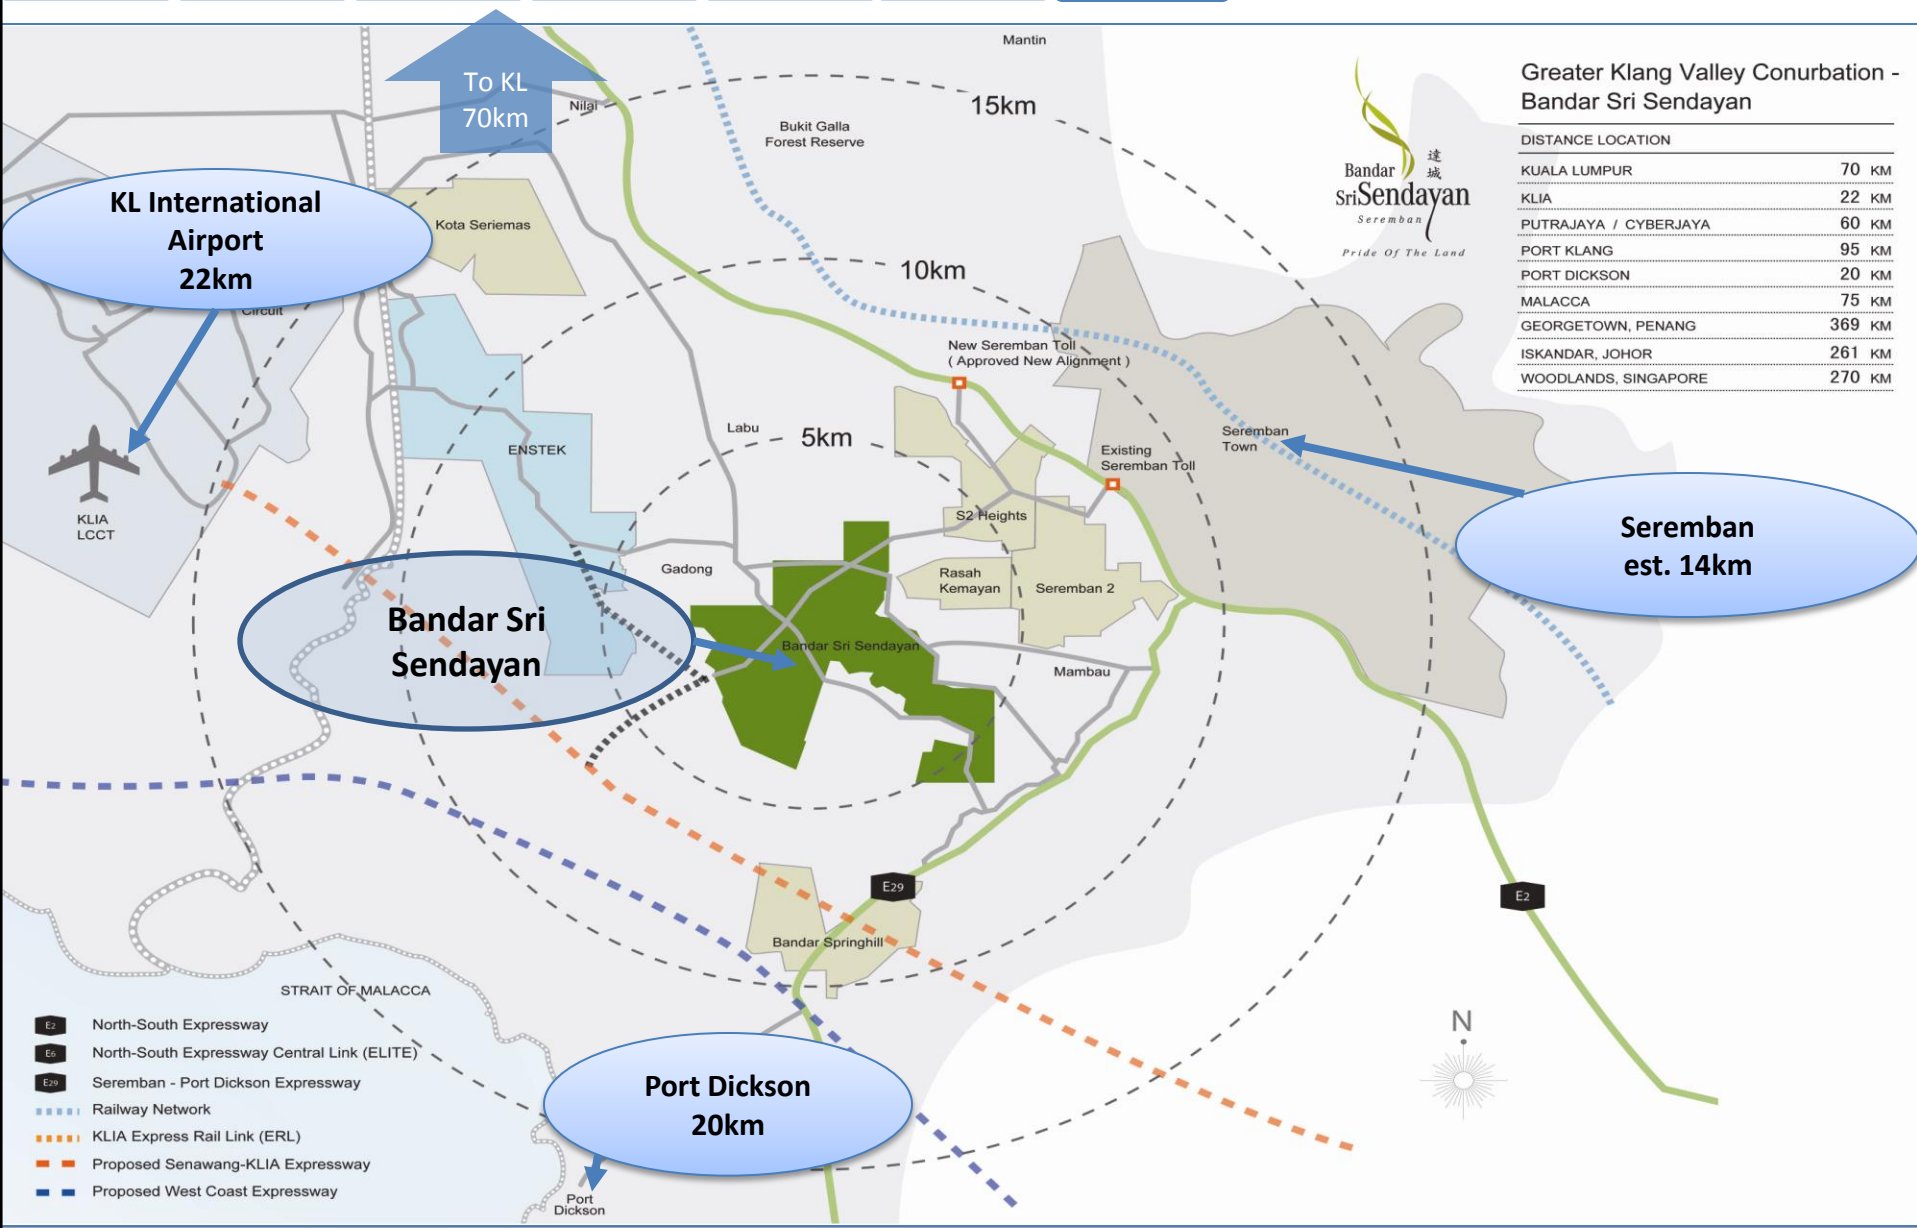 To KL
70km
Mantin
15km
Nilai
Bukit Galla
Forest Reserve
Bandar
達
城
SriSendayan
Seremban
Pride Of The Land
Greater Klang Valley Conurbation -
Bandar Sri Sendayan
DISTANCE LOCATION
KUALA LUMPUR 70 KM
KLIA 22 KM
PUTRAJAYA / CYBERJAYA 60 KM
PORT KLANG 95 KM
PORT DICKSON 20 KM
MALACCA 75 KM
GEORGETOWN, PENANG 369 KM
ISKANDAR, JOHOR 261 KM
WOODLANDS, SINGAPORE 270 KM
KL International
Airport
22km
Circuit
Kota Seriemas
10km
New Seremban Toll
( Approved New Alignment )
Labu
5km
ENSTEK
Existing
Seremban Toll
Seremban
Town
KLIA
LCCT
S2 Heights
Seremban
est. 14km
Gadong
Rasah
Kemayan
Seremban 2
Bandar Sri
Sendayan
Bandar Sri Sendayan
Mambau
E29
E2
Bandar Springhill
STRAIT OF MALACCA
N
Port Dickson
20km
Port
Dickson
E2 North-South Expressway
E6 North-South Expressway Central Link (ELITE)
E29 Seremban - Port Dickson Expressway
Railway Network
KLIA Express Rail Link (ERL)
Proposed Senawang-KLIA Expressway
Proposed West Coast Expressway